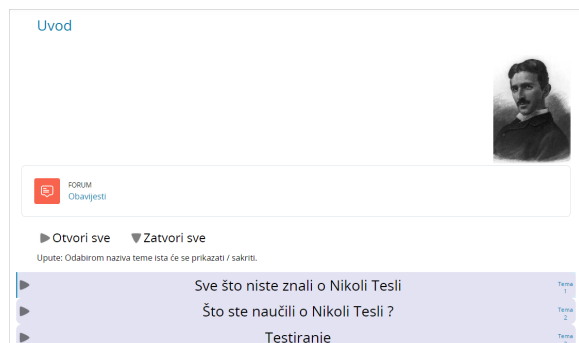 Uvod
FORUM
Obavijesti
Otvori sve Zatvori sve
Upute: Odabirom naziva teme ista će se prikazati / sakriti.
Sve što niste znali o Nikoli Tesli
Tema
1
Što ste naučili o Nikoli Tesli ?
Tema
2
Testiranje
Tema